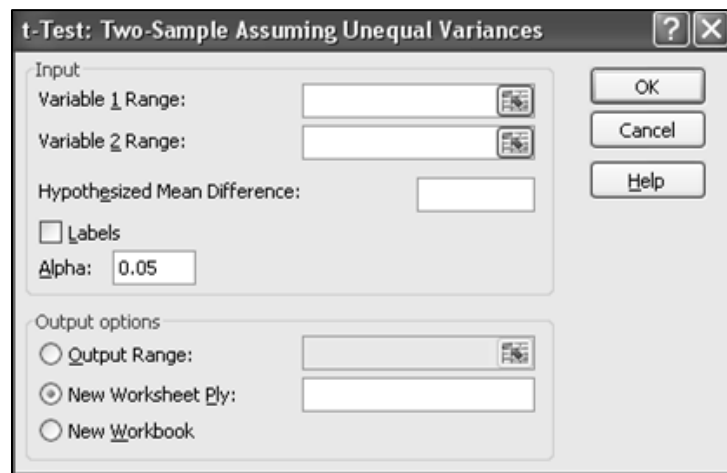 t-Test: Two-Sample Assuming Unequal Variances
Input
Variable 1 Range:
Variable 2 Range:
Hypothesized Mean Difference:
Labels
Alpha: 0.05
OK
Cancel
Help
Output options
Output Range:
New Worksheet Ply:
New Workbook